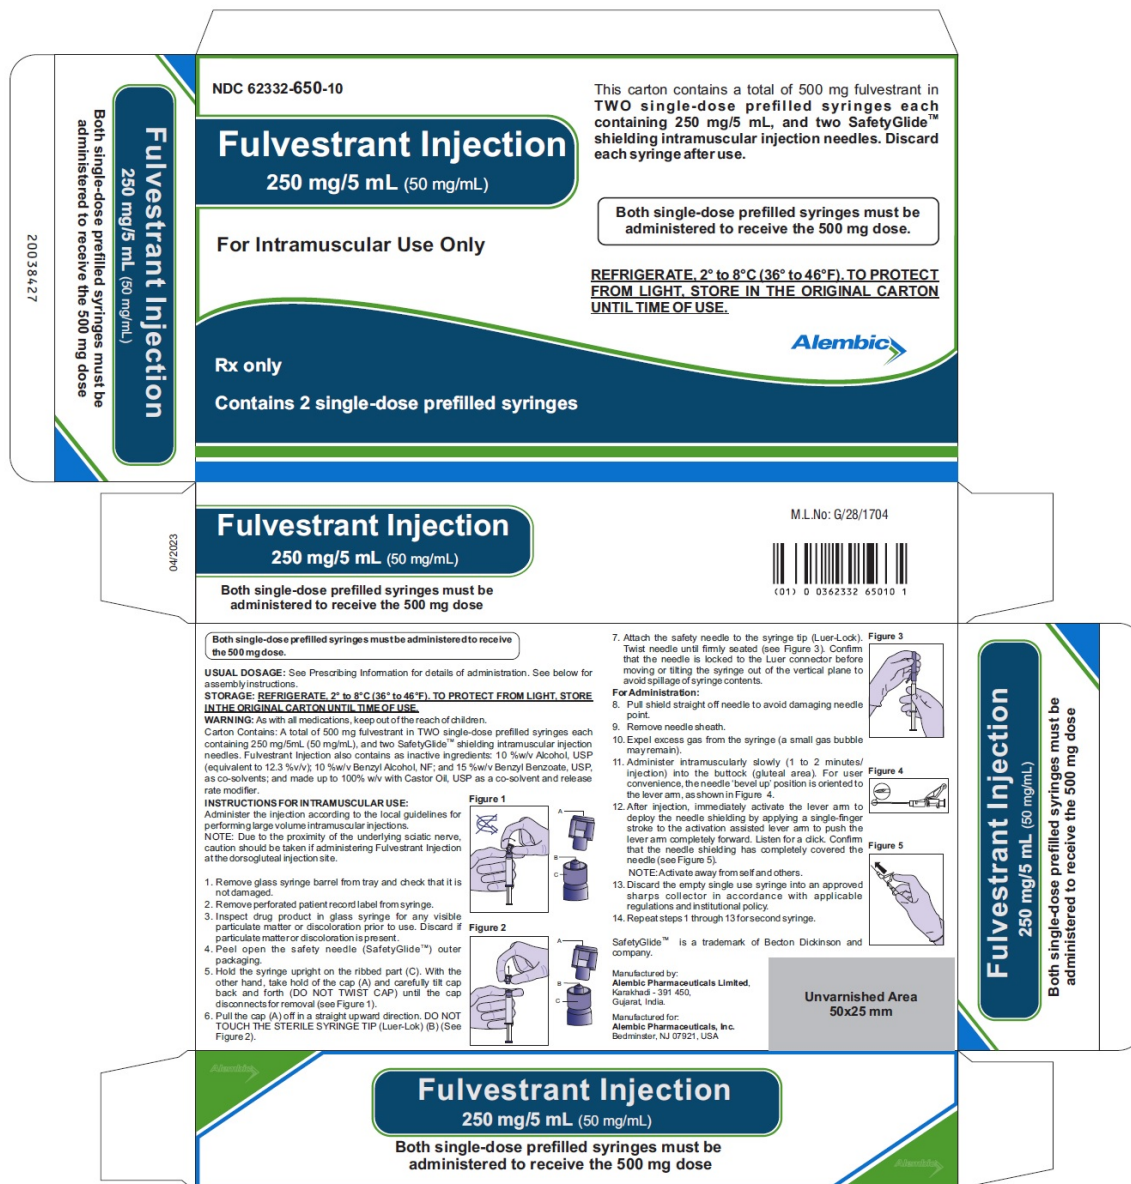 NDC 62332-650-10
Fulvestrant Injection
250 mg/5 mL (50 mg/mL)
For Intramuscular Use Only
Rx only
Contains 2 single-dose prefilled syringes
This carton contains a total of 500 mg fulvestrant in
TWO single-dose prefilled syringes each
containing 250 mg/5 mL, and two SafetyGlide™
shielding intramuscular injection needles. Discard
each syringe after use.
Both single-dose prefilled syringes must be
administered to receive the 500 mg dose.
REFRIGERATE, 2° to 8°C (36° to 46°F). TO PROTECT
FROM LIGHT, STORE IN THE ORIGINAL CARTON
UNTIL TIME OF USE.
Alembic
Fulvestrant Injection
250 mg/5 mL (50 mg/mL)
Both single-dose prefilled syringes must be
administered to receive the 500 mg dose
20038427
04/2023
Fulvestrant Injection
250 mg/5 mL (50 mg/mL)
Both single-dose prefilled syringes must be
administered to receive the 500 mg dose
M.L.No: G/28/1704
(01) 0 0362332 65010 1
Both single-dose prefilled syringes must be administered to receive
the 500 mg dose.
USUAL DOSAGE: See Prescribing Information for details of administration. See below for
assembly instructions.
STORAGE: REFRIGERATE, 2° to 8°C (36° to 46°F). TO PROTECT FROM LIGHT, STORE
IN THE ORIGINAL CARTON UNTIL TIME OF USE.
WARNING: As with all medications, keep out of the reach of children.
Carton Contains: A total of 500 mg fulvestrant in TWO single-dose prefilled syringes each
containing 250 mg/5mL (50 mg/mL), and two SafetyGlide™ shielding intramuscular injection
needles. Fulvestrant Injection also contains as inactive ingredients: 10 %w/v Alcohol, USP
(equivalent to 12.3 %v/v); 10 %w/v Benzyl Alcohol, NF; and 15 %w/v Benzyl Benzoate, USP,
as co-solvents; and made up to 100% w/v with Castor Oil, USP as a co-solvent and release
rate modifier.
INSTRUCTIONS FOR INTRAMUSCULAR USE:
Administer the injection according to the local guidelines for
performing large volume intramuscular injections.
NOTE: Due to the proximity of the underlying sciatic nerve,
caution should be taken if administering Fulvestrant Injection
at the dorsogluteal injection site.
1. Remove glass syringe barrel from tray and check that it is
not damaged.
2. Remove perforated patient record label from syringe.
3. Inspect drug product in glass syringe for any visible
particulate matter or discoloration prior to use. Discard if
particulate matter or discoloration is present.
4. Peel open the safety needle (SafetyGlide™) outer
packaging.
5. Hold the syringe upright on the ribbed part (C). With the
other hand, take hold of the cap (A) and carefully tilt cap
back and forth (DO NOT TWIST CAP) until the cap
disconnects for removal (see Figure 1).
6. Pull the cap (A) off in a straight upward direction. DO NOT
TOUCH THE STERILE SYRINGE TIP (Luer-Lok) (B) (See
Figure 2).
Figure 1
A
B
C
Figure 2
A
B
C
7. Attach the safety needle to the syringe tip (Luer-Lock).
Twist needle until firmly seated (see Figure 3). Confirm
that the needle is locked to the Luer connector before
moving or tilting the syringe out of the vertical plane to
avoid spillage of syringe contents.
For Administration:
8. Pull shield straight off needle to avoid damaging needle
point.
9. Remove needle sheath.
10. Expel excess gas from the syringe (a small gas bubble
may remain).
11. Administer intramuscularly slowly (1 to 2 minutes/
injection) into the buttock (gluteal area). For user
convenience, the needle 'bevel up' position is oriented to
the lever arm, as shown in Figure 4.
12. After injection, immediately activate the lever arm to
deploy the needle shielding by applying a single-finger
stroke to the activation assisted lever arm to push the
lever arm completely forward. Listen for a click. Confirm
that the needle shielding has completely covered the
needle (see Figure 5).
NOTE: Activate away from self and others.
13. Discard the empty single use syringe into an approved
sharps collector in accordance with applicable
regulations and institutional policy.
14. Repeat steps 1 through 13 for second syringe.
SafetyGlide™ is a trademark of Becton Dickinson and
company.
Manufactured by:
Alembic Pharmaceuticals Limited,
Karakhadi - 391 450,
Gujarat, India.
Manufactured for:
Alembic Pharmaceuticals, Inc.
Bedminster, NJ 07921, USA
Figure 3
Figure 4
Figure 5
Unvarnished Area
50x25 mm
Fulvestrant Injection
250 mg/5 mL (50 mg/mL)
Both single-dose prefilled syringes must be
administered to receive the 500 mg dose
Alembic
Fulvestrant Injection
250 mg/5 mL (50 mg/mL)
Both single-dose prefilled syringes must be
administered to receive the 500 mg dose
Alembic